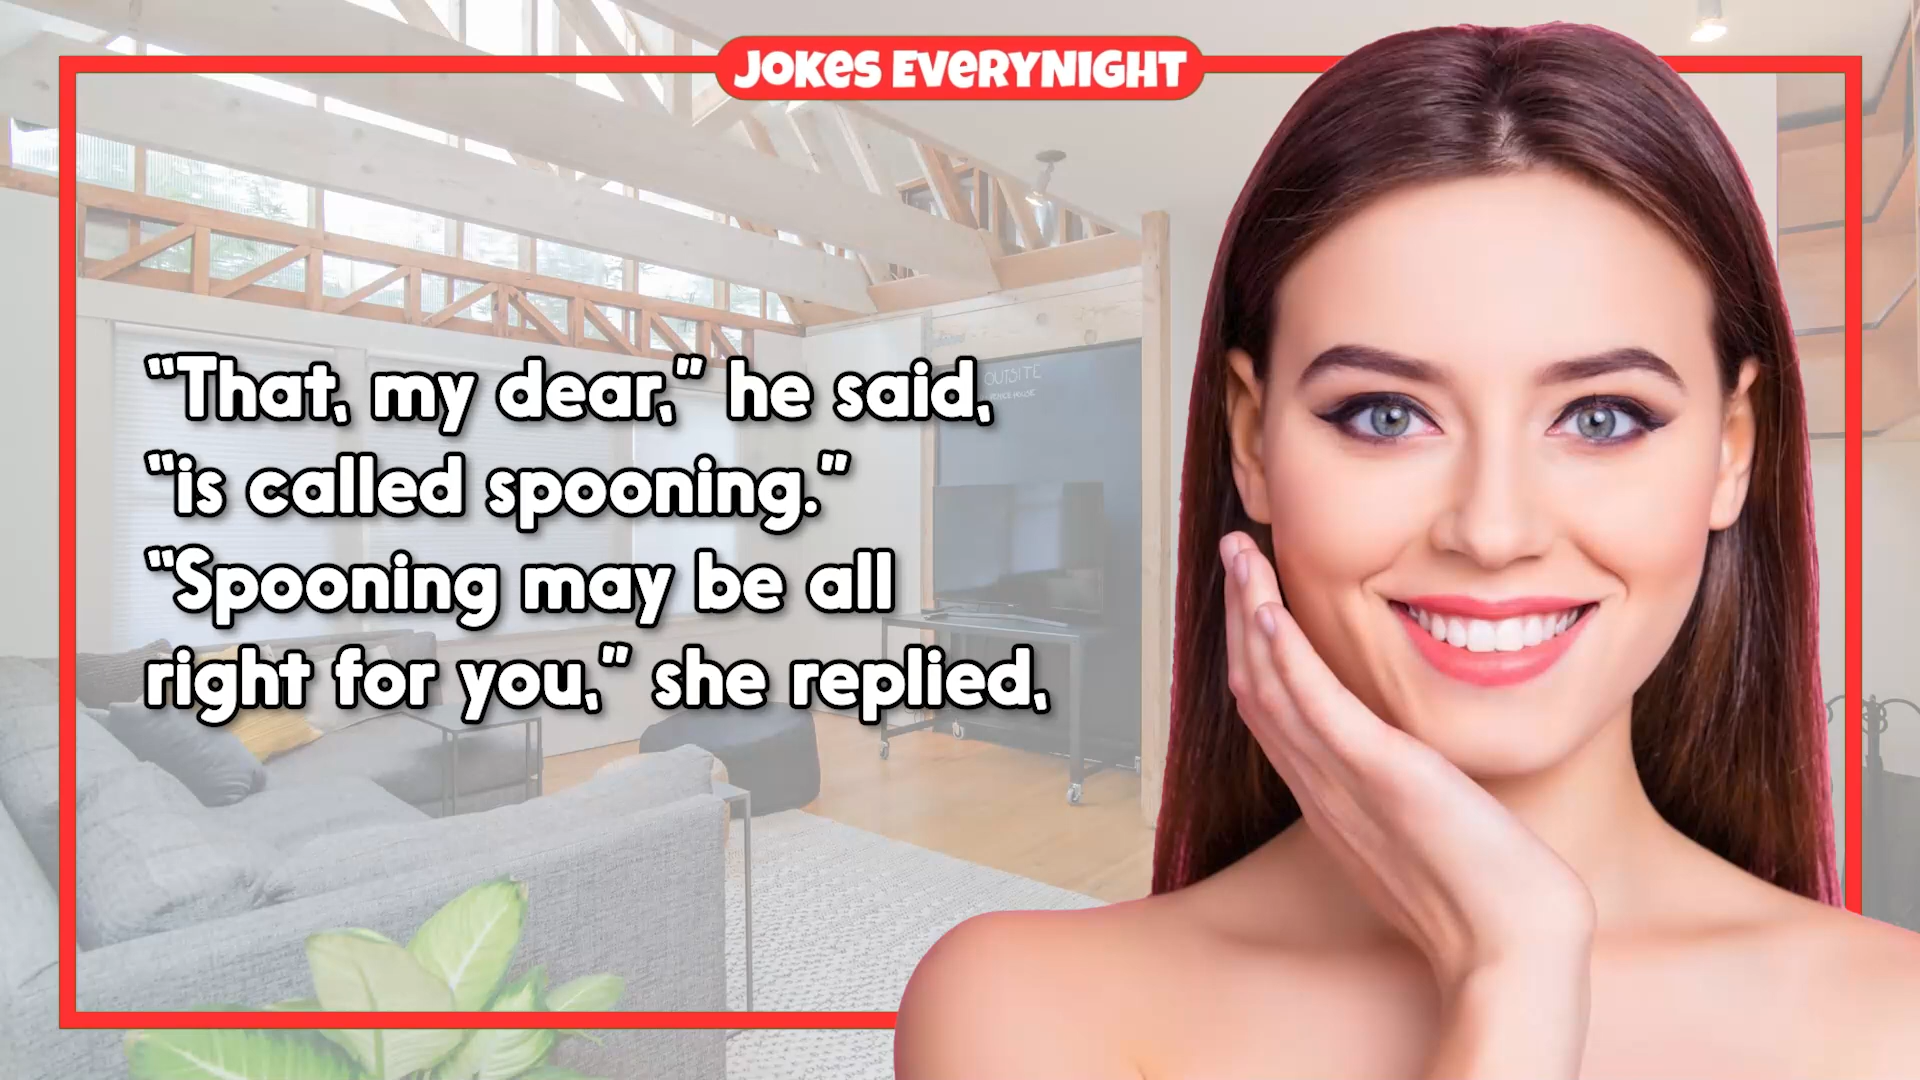 JOKES EVERYNIGHT
OUTSITE
"That, my dear," he said,
"is called spooning."
"Spooning may be all
right for you," she replied,